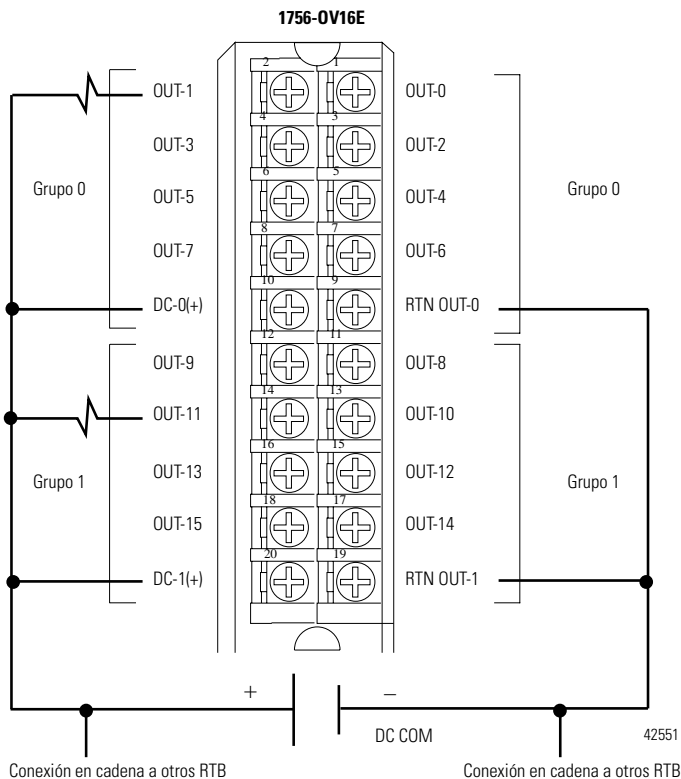 1756-OV16E
2 1
OUT-1 OUT-0
4 3
OUT-3 OUT-2
6 5
Grupo 0 OUT-5 OUT-4 Grupo 0
8 7
OUT-7 OUT-6
10 9
DC-0(+) RTN OUT-0
12 11
OUT-9 OUT-8
14 13
OUT-11 OUT-10
16 15
Grupo 1 OUT-13 OUT-12 Grupo 1
18 17
OUT-15 OUT-14
20 19
DC-1(+) RTN OUT-1
+ –
DC COM 42551
Conexión en cadena a otros RTB Conexión en cadena a otros RTB